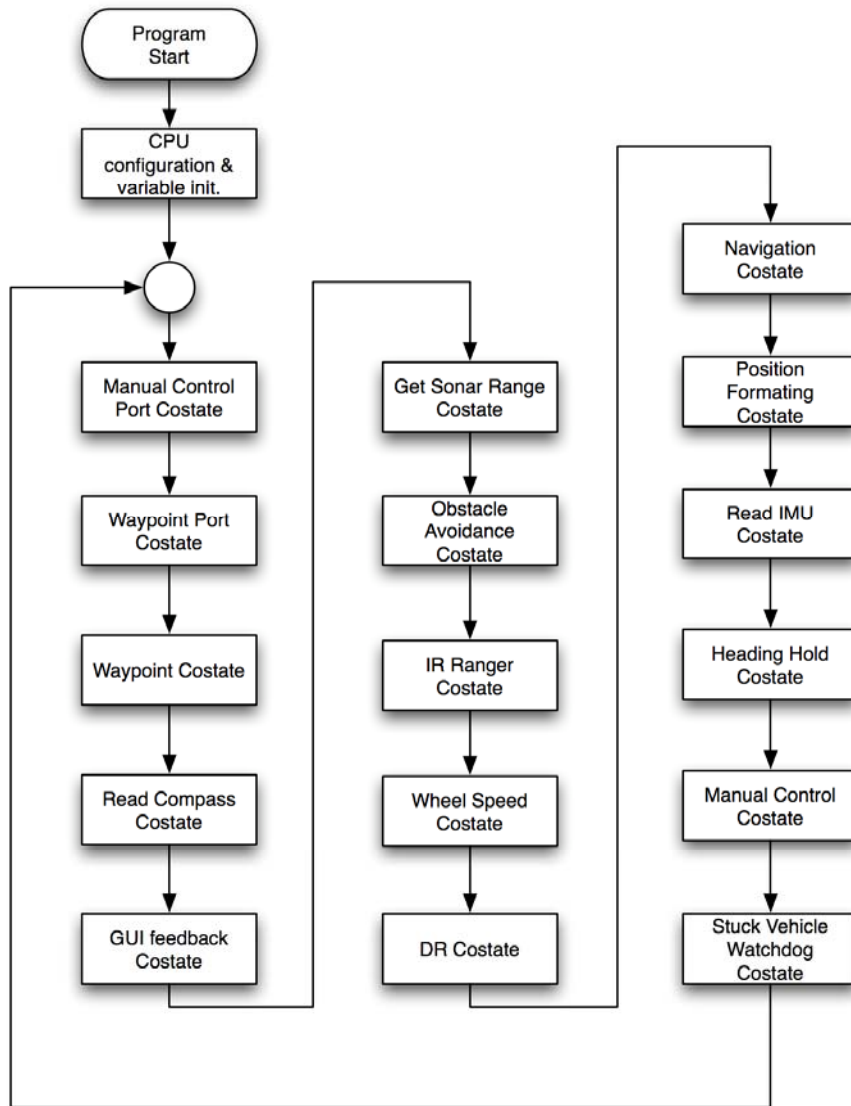 Program
Start
CPU
configuration &
variable init.
Manual Control
Port Costate
Waypoint Port
Costate
Waypoint Costate
Read Compass
Costate
GUI feedback
Costate
Get Sonar Range
Costate
Obstacle
Avoidance
Costate
IR Ranger
Costate
Wheel Speed
Costate
DR Costate
Navigation
Costate
Position
Formating
Costate
Read IMU
Costate
Heading Hold
Costate
Manual Control
Costate
Stuck Vehicle
Watchdog
Costate